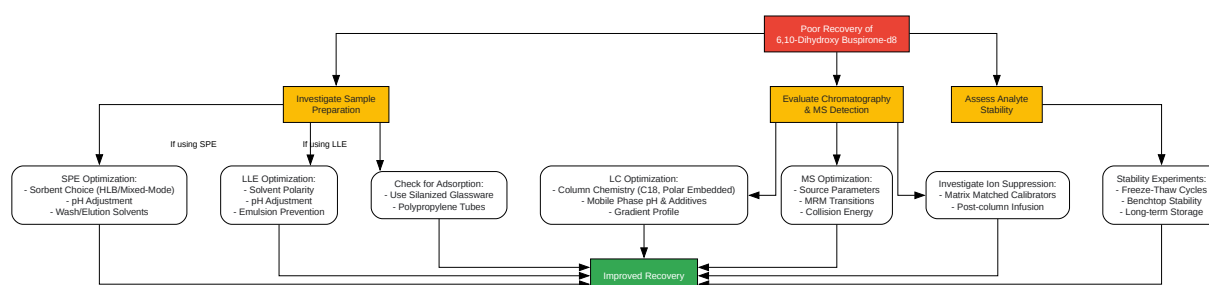 Poor Recovery of
6,10-Dihydroxy Buspirone-d8
Investigate Sample
Preparation
Evaluate Chromatography
& MS Detection
Assess Analyte
Stability
If using SPE
If using LLE
SPE Optimization:
- Sorbent Choice (HLB/Mixed-Mode)
- pH Adjustment
- Wash/Elution Solvents
LLE Optimization:
- Solvent Polarity
- pH Adjustment
- Emulsion Prevention
Check for Adsorption:
- Use Silanized Glassware
- Polypropylene Tubes
LC Optimization:
- Column Chemistry (C18, Polar Embedded)
- Mobile Phase pH & Additives
- Gradient Profile
MS Optimization:
- Source Parameters
- MRM Transitions
- Collision Energy
Investigate Ion Suppression:
- Matrix Matched Calibrators
- Post-column Infusion
Stability Experiments:
- Freeze-Thaw Cycles
- Benchtop Stability
- Long-term Storage
Improved Recovery